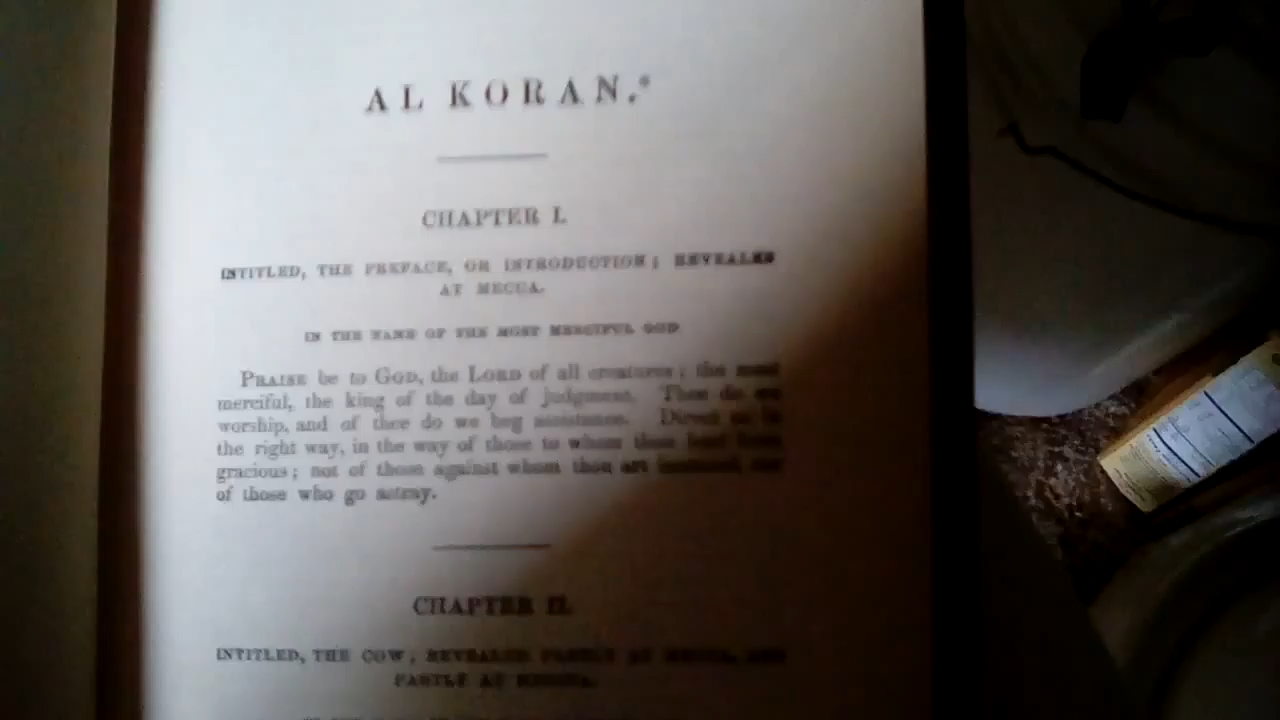 AL KORAN.*
CHAPTER I.
INTITLED, THE PREFACE, OR INTRODUCTION; REVEALED
AT MECCA.
IN THE NAME OF THE MOST MERCIFUL GOD
PRAISE be to GOD, the LORD of all creatures; the most
merciful, the king of the day of judgment. Thee do we
worship, and of thee do we beg assistance. Direct us in
the right way, in the way of those to whom thou hast been
gracious; not of those against whom thou art incensed, nor
of those who go astray.
CHAPTER II.
INTITLED, THE COW; REVEALED PARTLY AT MECCA, AND
PARTLY AT